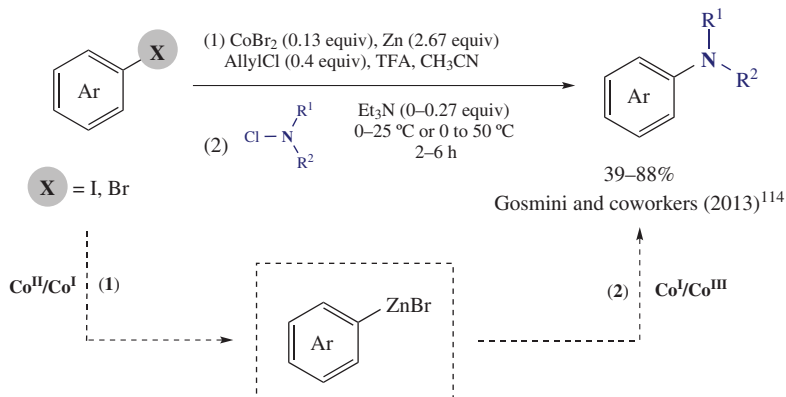 X
Ar
(1) CoBr₂ (0.13 equiv), Zn (2.67 equiv)
AllylCl (0.4 equiv), TFA, CH₃CN
(2) Cl – N R¹ R²
Et₃N (0–0.27 equiv)
0–25 ºC or 0 to 50 ºC
2–6 h
R¹
N
R²
Ar
X = I, Br
39–88%
Gosmini and coworkers (2013)¹¹⁴
Coᴵᴵ/Coᴵ (1)
ZnBr
Ar
(2) Coᴵ/Coᴵᴵᴵ